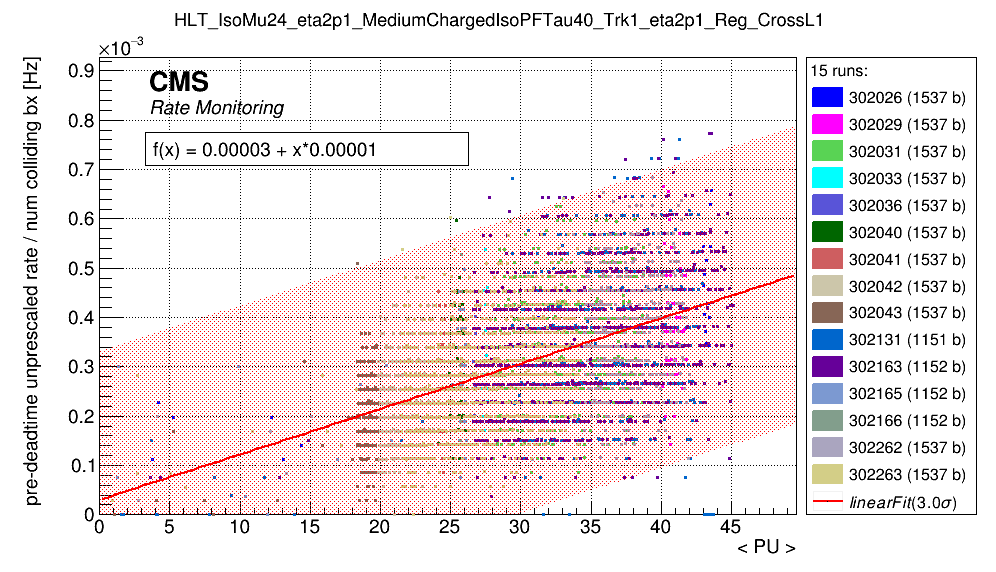 HLT_IsoMu24_eta2p1_MediumChargedIsoPFTau40_Trk1_eta2p1_Reg_CrossL1
×10⁻³
pre-deadtime unprescaled rate / num colliding bx [Hz]
CMS
Rate Monitoring
f(x) = 0.00003 + x*0.00001
0.9
0.8
0.7
0.6
0.5
0.4
0.3
0.2
0.1
0
0 5 10 15 20 25 30 35 40 45
< PU >
15 runs:
302026 (1537 b)
302029 (1537 b)
302031 (1537 b)
302033 (1537 b)
302036 (1537 b)
302040 (1537 b)
302041 (1537 b)
302042 (1537 b)
302043 (1537 b)
302131 (1151 b)
302163 (1152 b)
302165 (1152 b)
302166 (1152 b)
302262 (1537 b)
302263 (1537 b)
linearFit(3.0σ)